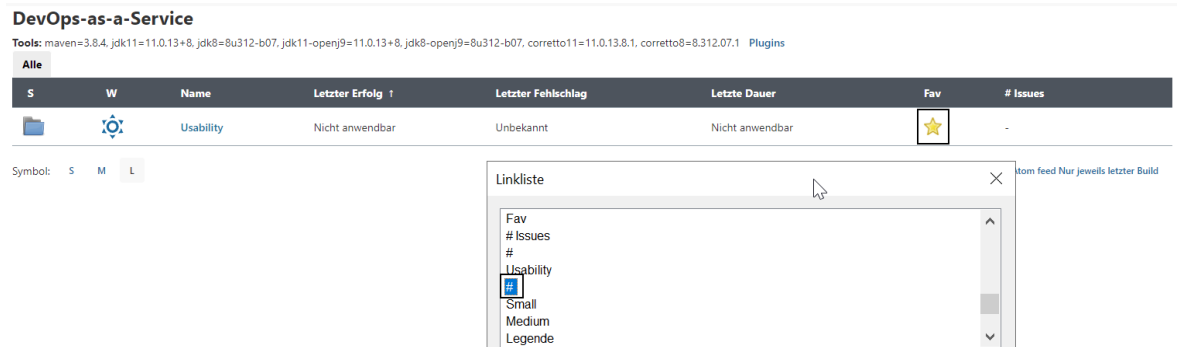 DevOps-as-a-Service
Tools: maven=3.8.4, jdk11=11.0.13+8, jdk8=8u312-b07, jdk11-openj9=11.0.13+8, jdk8-openj9=8u312-b07, corretto11=11.0.13.8.1, corretto8=8.312.07.1 Plugins
Alle
S W Name Letzter Erfolg ↑ Letzter Fehlschlag Letzte Dauer Fav # Issues
Usability Nicht anwendbar Unbekannt Nicht anwendbar -
Symbol: S M L
Atom feed Nur jeweils letzter Build
Linkliste
Fav
# Issues
#
Usability
#
Small
Medium
Legende